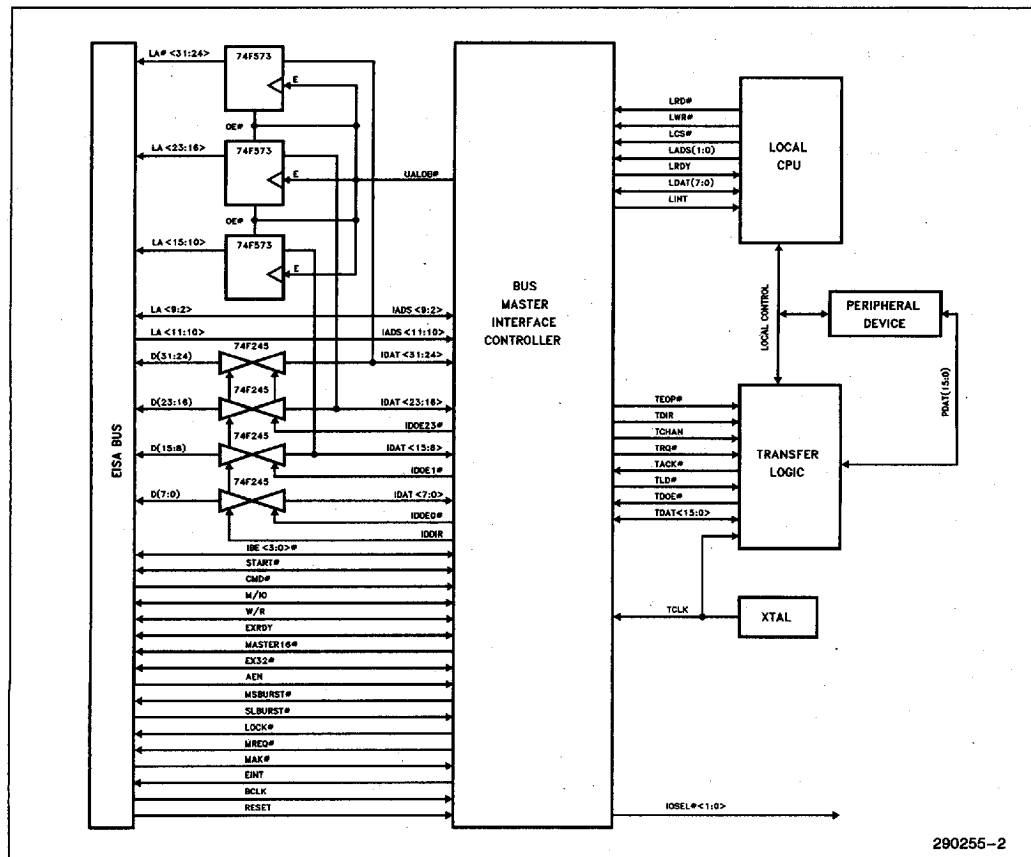 LA# <31:24>
74F573
E
OE#
LA <23:16>
74F573
E
UALOB#
OE#
LA <15:10>
74F573
E
LA <9:2>
IADS <9:2>
LA <11:10>
IADS <11:10>
74F245
D(31:24)
IDAT <31:24>
74F245
D(23:16)
IDAT <23:16>
IDOE23#
74F245
D(15:8)
IDAT <15:8>
IDOE1#
74F245
D(7:0)
IDAT <7:0>
IDOE0#
IDDIR
IBE <3:0>#
START#
CMD#
M/IO
W/R
EXRDY
MASTER16#
EX32#
AEN
MSBURST#
SLBURST#
LOCK#
MREQ#
MAK#
EINT
BCLK
RESET
EISA BUS
BUS
MASTER
INTERFACE
CONTROLLER
LRD#
LWR#
LCS#
LADS(1:0)
LRDY
LDAT(7:0)
LINT
LOCAL
CPU
LOCAL CONTROL
PERIPHERAL
DEVICE
PDAT(15:0)
TEOP#
TDIR
TCHAN
TRQ#
TACK#
TLD#
TDOE#
TDAT<15:0>
TRANSFER
LOGIC
TCLK
XTAL
IOSEL#<1:0>
290255-2